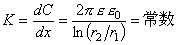 K = dC/dx = 2πεε₀/ln(r₂/r₁) = 常数